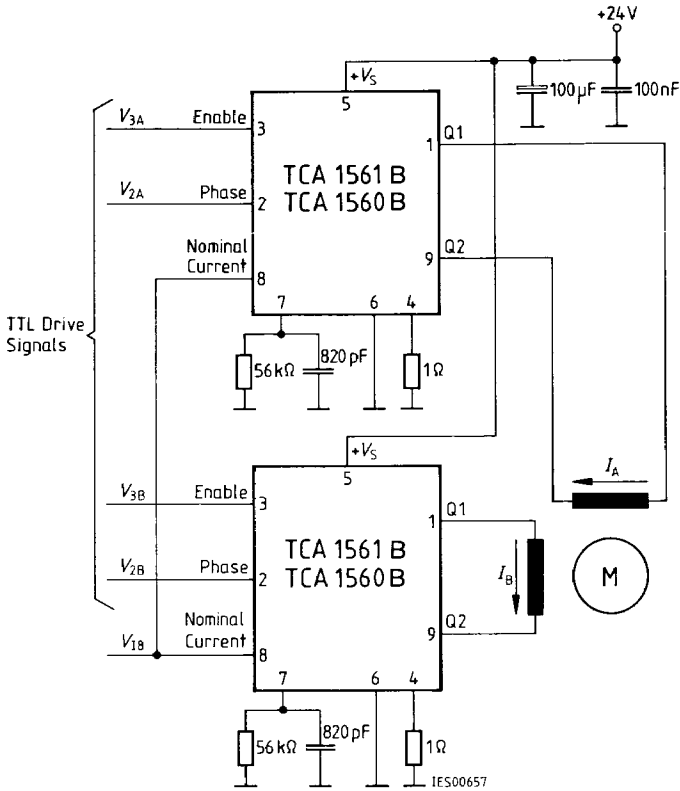 +24V
+VS
5
100µF
100nF
V3A
Enable
3
1
Q1
TCA 1561 B
TCA 1560 B
V2A
Phase
2
Nominal
Current
8
9
Q2
7
6
4
TTL Drive
Signals
56kΩ
820pF
1Ω
+VS
5
IA
V3B
Enable
3
1
Q1
TCA 1561 B
TCA 1560 B
V2B
Phase
2
IB
M
Nominal
Current
VI8
8
9
Q2
7
6
4
56kΩ
820pF
1Ω
IES00657